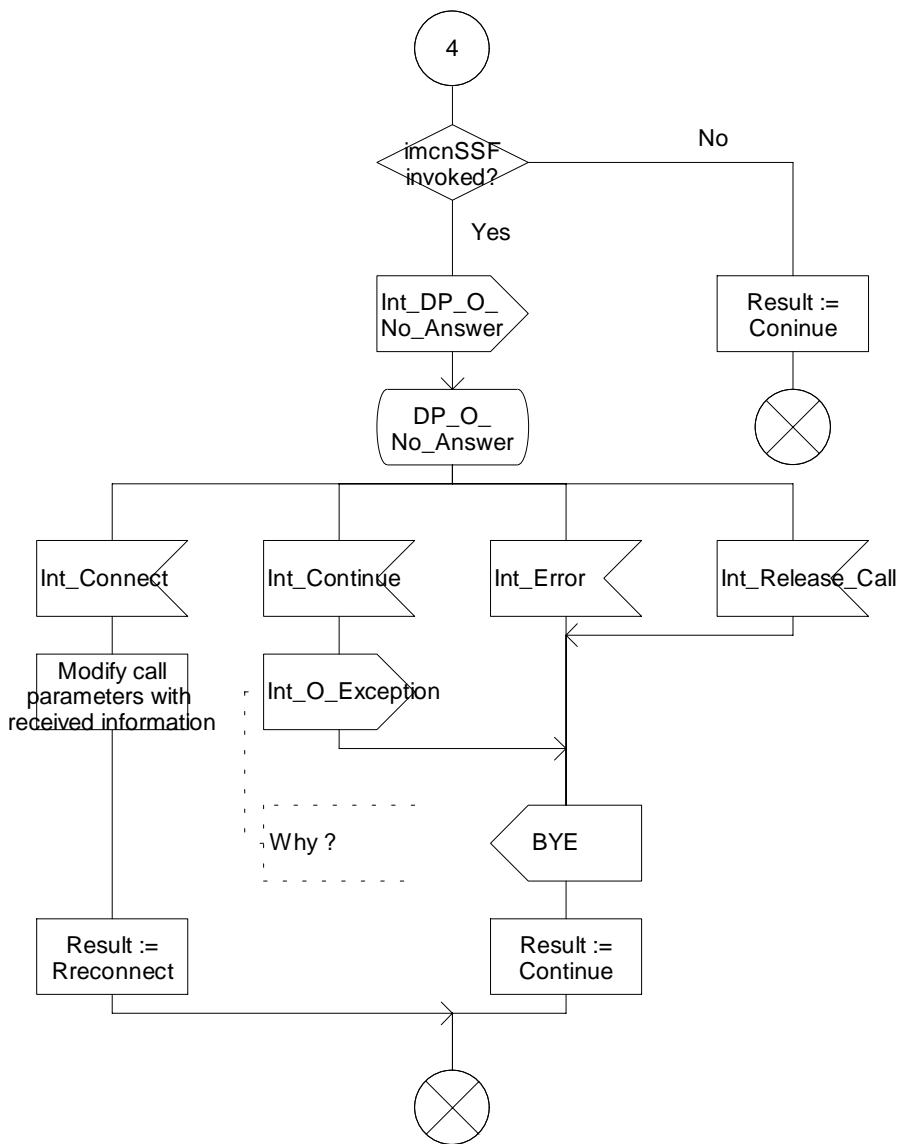 4
imcnSSF
invoked?
No
Yes
Int_DP_O_
No_Answer
Result :=
Coninue
DP_O_
No_Answer
Int_Connect
Int_Continue
Int_Error
Int_Release_Call
Modify call
parameters with
received information
Int_O_Exception
Why ?
BYE
Result :=
Rreconnect
Result :=
Continue